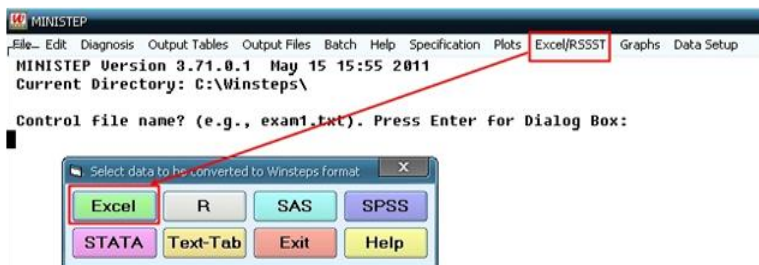 MINISTEP
File Edit Diagnosis Output Tables Output Files Batch Help Specification Plots Excel/RSSST Graphs Data Setup
MINISTEP Version 3.71.0.1 May 15 15:55 2011
Current Directory: C:\Winsteps\
Control file name? (e.g., exam1.txt). Press Enter for Dialog Box:
Select data to be converted to Winsteps format X
Excel R SAS SPSS
STATA Text-Tab Exit Help